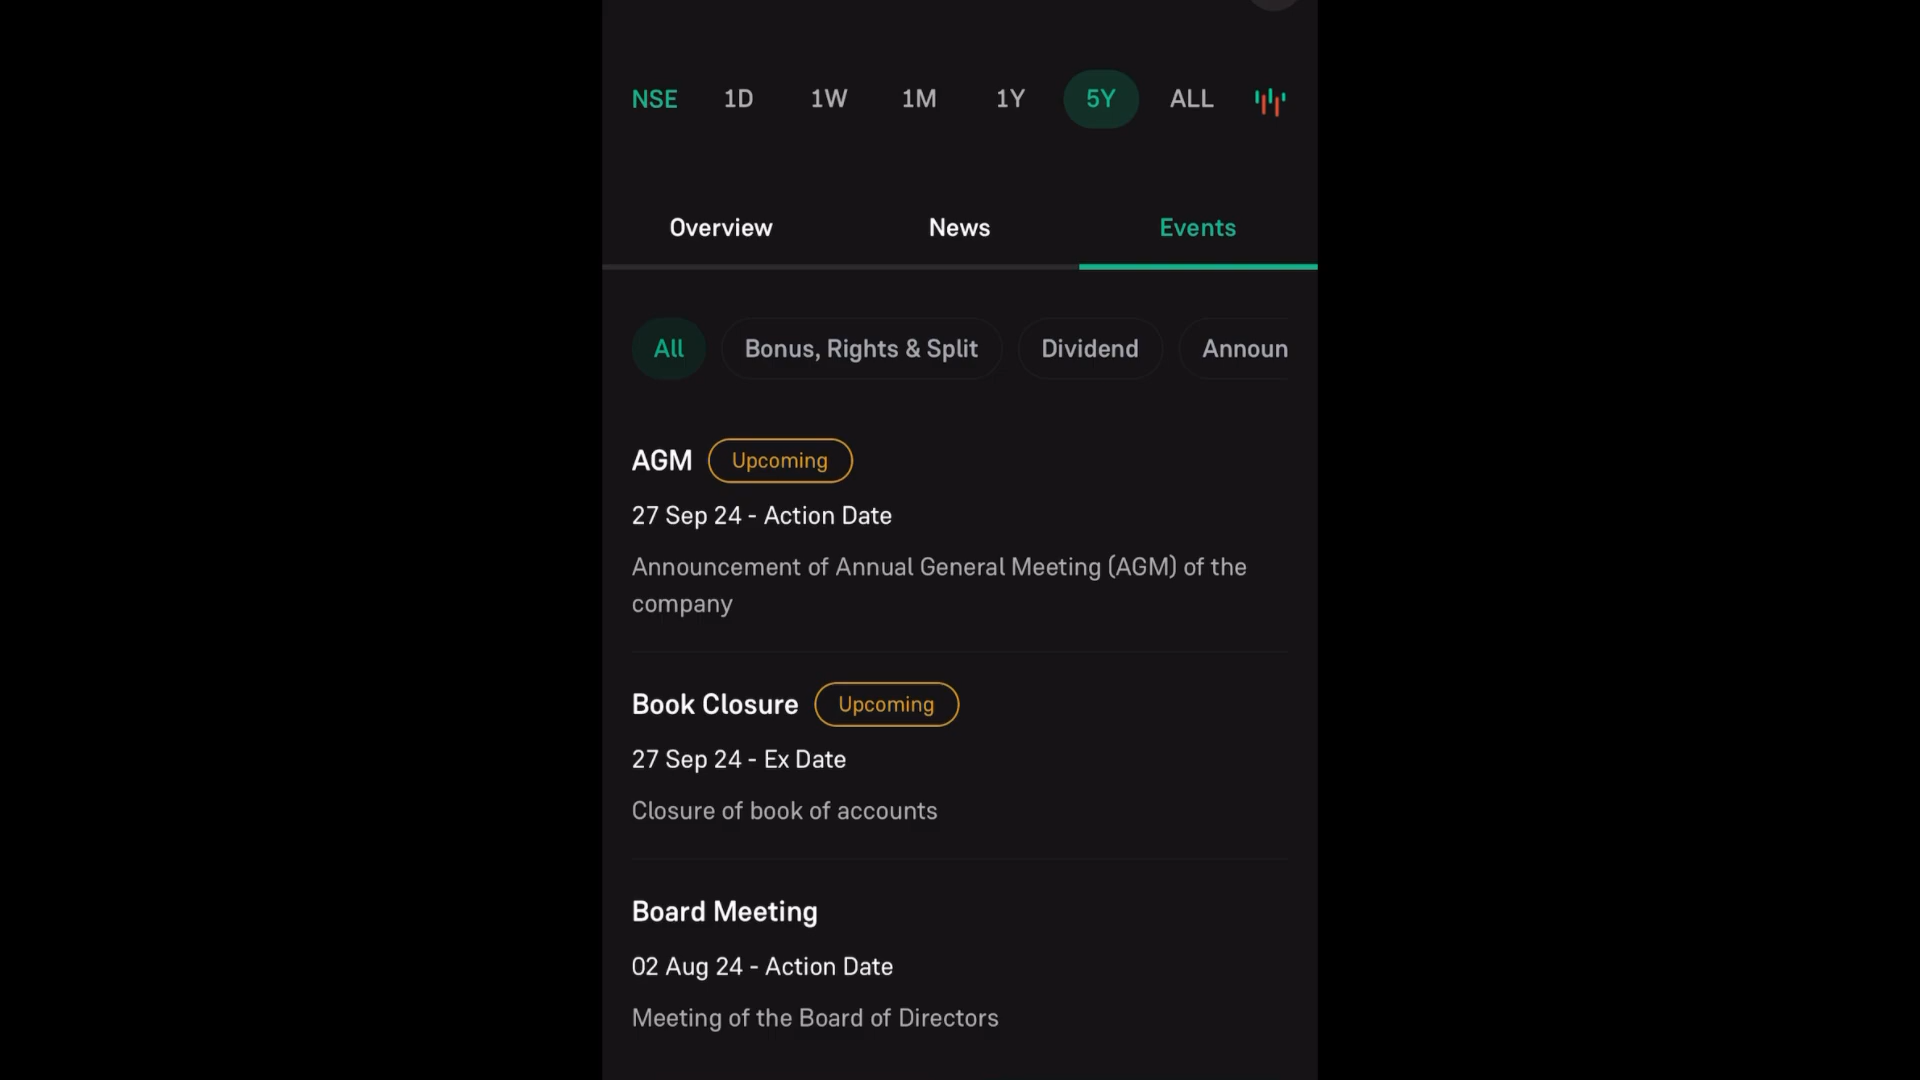 NSE 1D 1W 1M 1Y 5Y ALL
Overview News Events
All Bonus, Rights & Split Dividend Announ
AGM Upcoming
27 Sep 24 - Action Date
Announcement of Annual General Meeting (AGM) of the
company
Book Closure Upcoming
27 Sep 24 - Ex Date
Closure of book of accounts
Board Meeting
02 Aug 24 - Action Date
Meeting of the Board of Directors